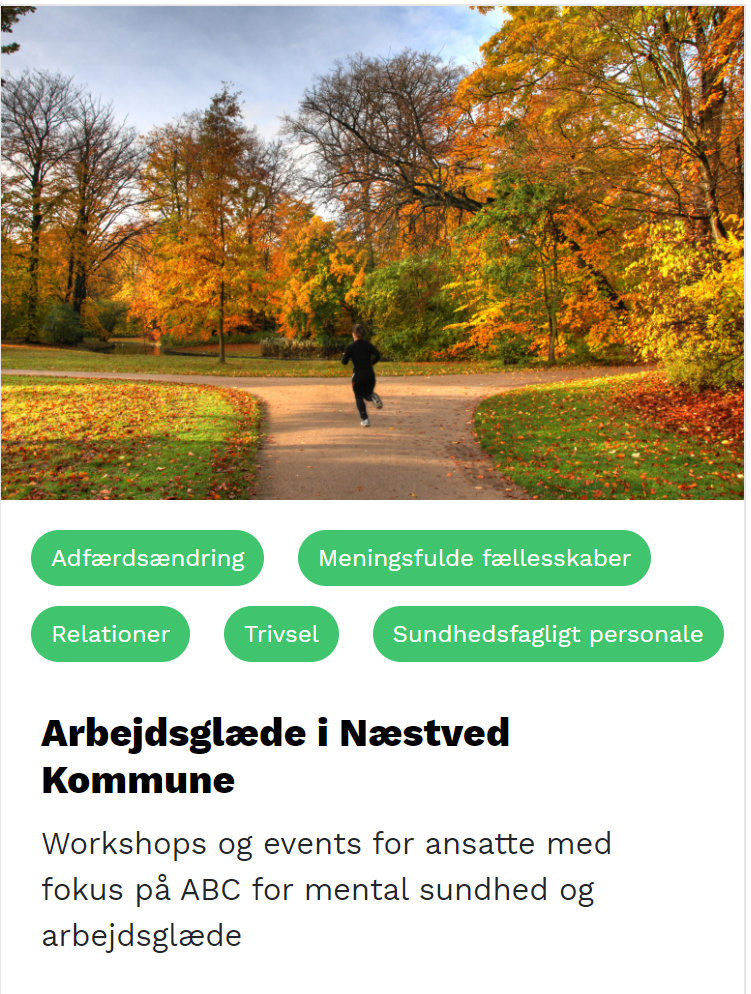 Adfærdsændring
Meningsfulde fællesskaber
Relationer
Trivsel
Sundhedsfagligt personale
Arbejdsglæde i Næstved
Kommune
Workshops og events for ansatte med
fokus på ABC for mental sundhed og
arbejdsglæde